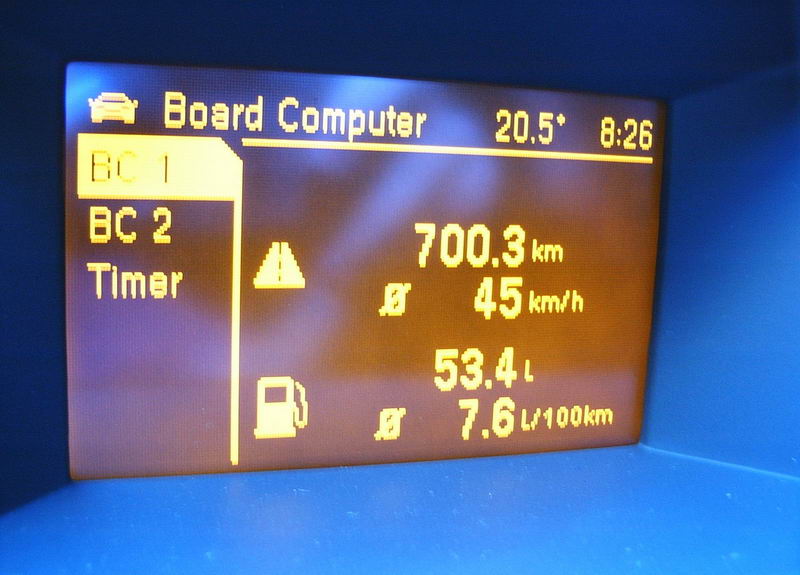 Board Computer 20.5° 8:26
BC 1
BC 2
Timer
700.3 km
Ø 45 km/h
53.4 L
Ø 7.6 L/100km